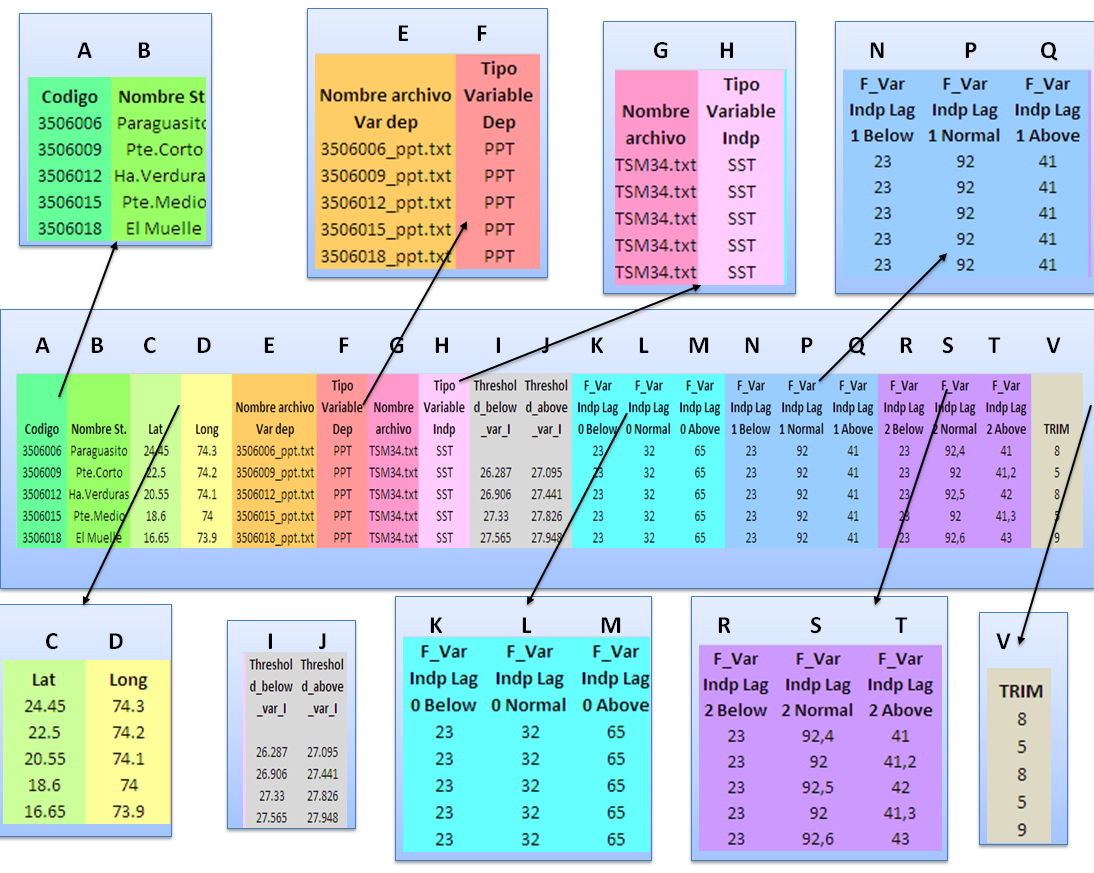 A B
Codigo Nombre St
3506006 Paraguasito
3506009 Pte.Corto
3506012 Ha.Verdura
3506015 Pte.Medio
3506018 El Muelle
E F
Tipo
Nombre archivo Variable
Var dep Dep
3506006_ppt.txt PPT
3506009_ppt.txt PPT
3506012_ppt.txt PPT
3506015_ppt.txt PPT
3506018_ppt.txt PPT
G H
Tipo
Nombre Variable
archivo Indp
TSM34.txt SST
TSM34.txt SST
TSM34.txt SST
TSM34.txt SST
TSM34.txt SST
N P Q
F_Var F_Var F_Var
Indp Lag Indp Lag Indp Lag
1 Below 1 Normal 1 Above
23 92 41
23 92 41
23 92 41
23 92 41
23 92 41
A B C D E F G H I J K L M N P Q R S T V
Tipo Tipo Threshol Threshol F_Var F_Var F_Var F_Var F_Var F_Var F_Var F_Var F_Var
Nombre archivo Variable Nombre Variable d_below d_above Indp Lag Indp Lag Indp Lag Indp Lag Indp Lag Indp Lag Indp Lag Indp Lag Indp Lag
Codigo Nombre St. Lat Long Var dep Dep archivo Indp _var_I _var_I 0 Below 0 Normal 0 Above 1 Below 1 Normal 1 Above 2 Below 2 Normal 2 Above TRIM
3506006 Paraguasito 24.45 74.3 3506006_ppt.txt PPT TSM34.txt SST 23 32 65 23 92 41 23 92,4 41 8
3506009 Pte.Corto 22.5 74.2 3506009_ppt.txt PPT TSM34.txt SST 26.287 27.095 23 32 65 23 92 41 23 92 41,2 5
3506012 Ha.Verduras 20.55 74.1 3506012_ppt.txt PPT TSM34.txt SST 26.906 27.441 23 32 65 23 92 41 23 92,5 42 8
3506015 Pte.Medio 18.6 74 3506015_ppt.txt PPT TSM34.txt SST 27.33 27.826 23 32 65 23 92 41 23 92 41,3 5
3506018 El Muelle 16.65 73.9 3506018_ppt.txt PPT TSM34.txt SST 27.565 27.948 23 32 65 23 92 41 23 92,6 43 9
C D
Lat Long
24.45 74.3
22.5 74.2
20.55 74.1
18.6 74
16.65 73.9
I J
Threshol Threshol
d_below d_above
_var_I _var_I
26.287 27.095
26.906 27.441
27.33 27.826
27.565 27.948
K L M
F_Var F_Var F_Var
Indp Lag Indp Lag Indp Lag
0 Below 0 Normal 0 Above
23 32 65
23 32 65
23 32 65
23 32 65
23 32 65
R S T
F_Var F_Var F_Var
Indp Lag Indp Lag Indp Lag
2 Below 2 Normal 2 Above
23 92,4 41
23 92 41,2
23 92,5 42
23 92 41,3
23 92,6 43
V
TRIM
8
5
8
5
9